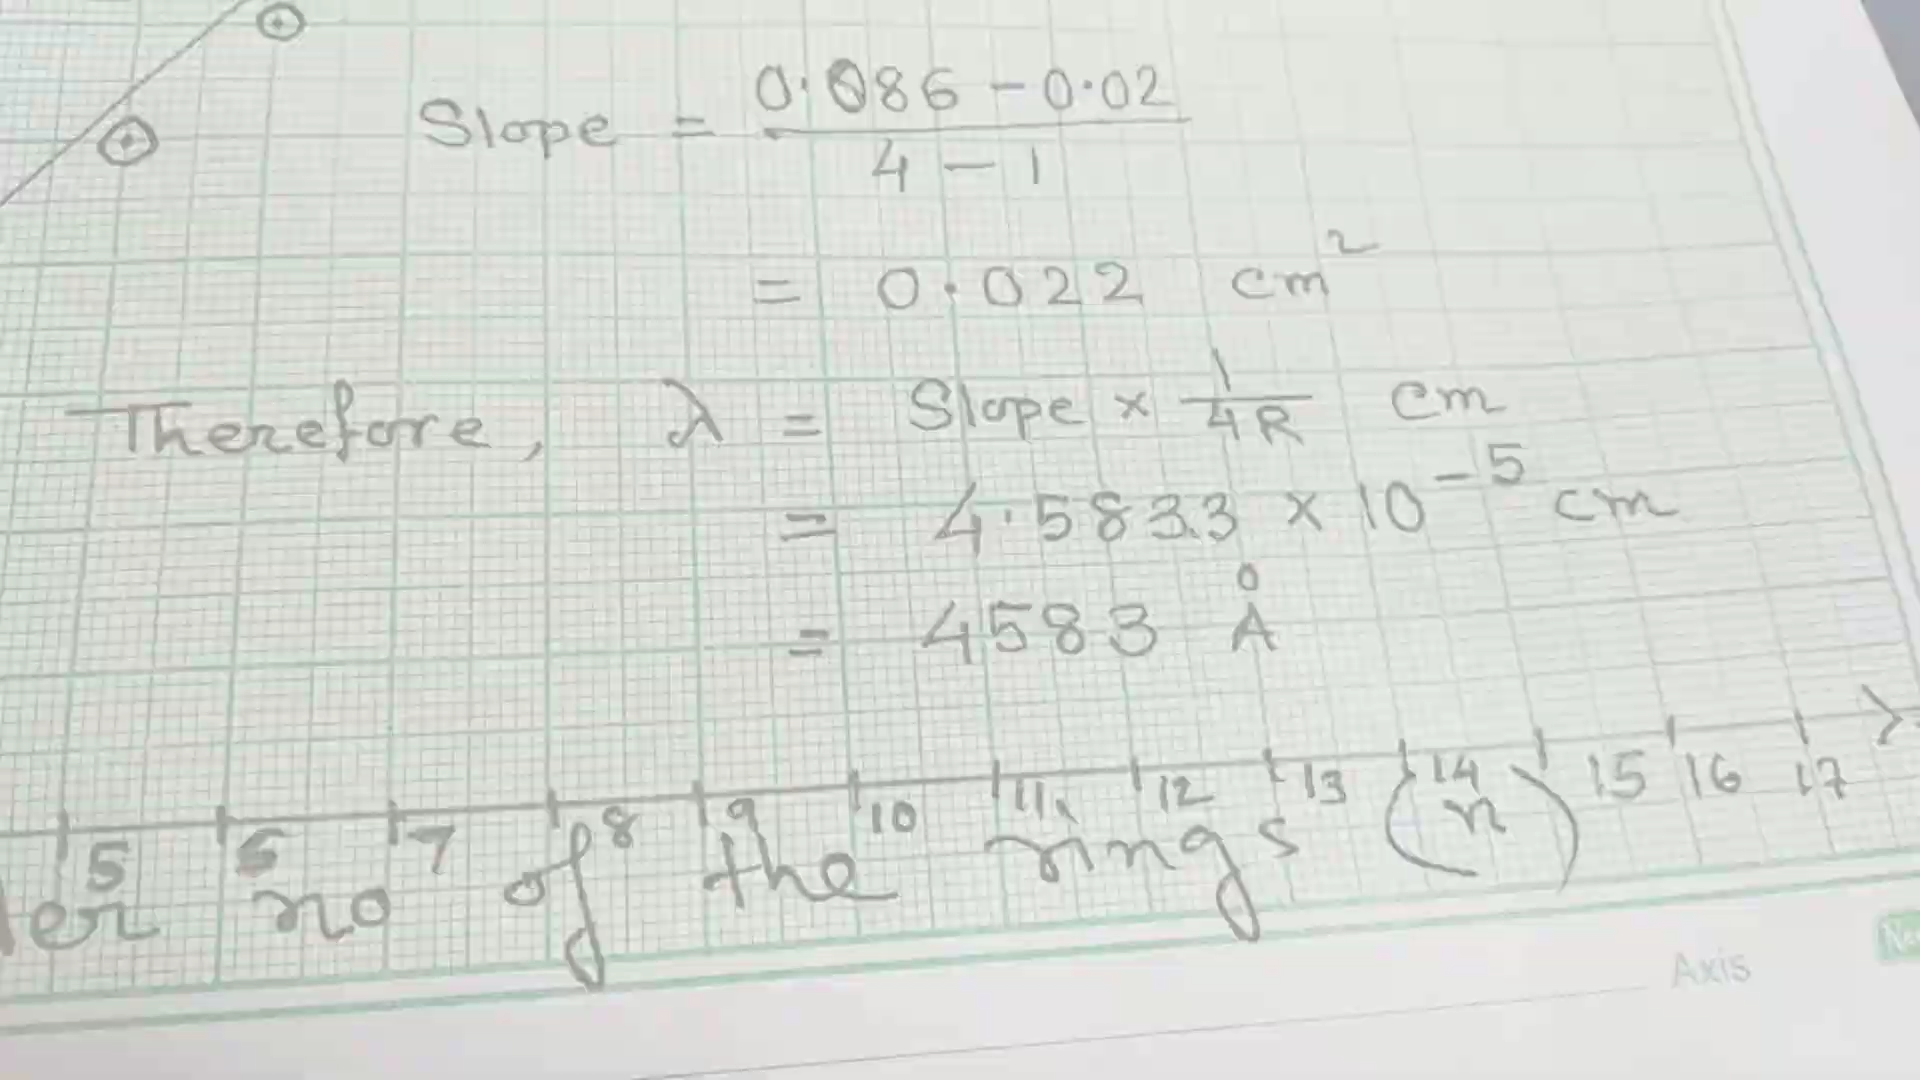 Slope = 0.086 - 0.02
4 - 1
= 0.022 cm²
Therefore, λ = Slope × 1/4R cm
= 4.5833 × 10⁻⁵ cm
= 4583 Å
5 6 7 8 9 10 11 12 13 14 15 16 17
no of the rings (n)
Axis